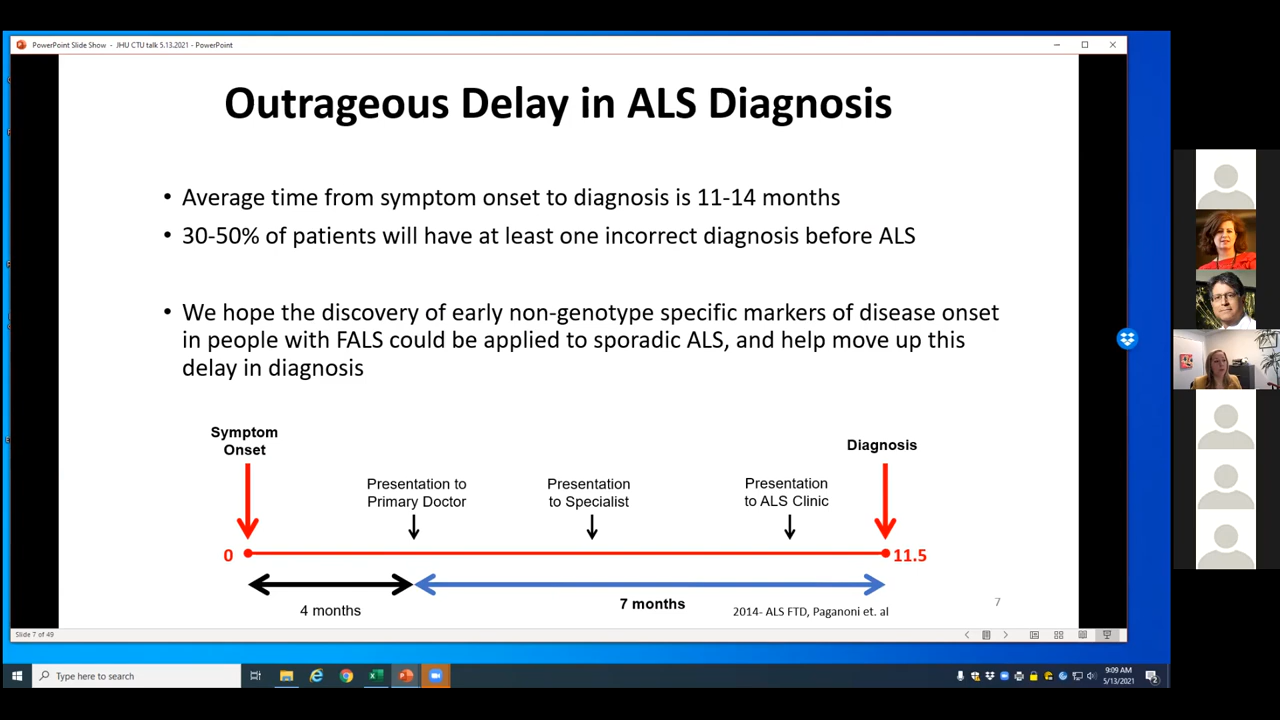 PowerPoint Slide Show - JHU CTU talk 5.13.2021 - PowerPoint
Outrageous Delay in ALS Diagnosis
• Average time from symptom onset to diagnosis is 11-14 months
• 30-50% of patients will have at least one incorrect diagnosis before ALS
• We hope the discovery of early non-genotype specific markers of disease onset
in people with FALS could be applied to sporadic ALS, and help move up this
delay in diagnosis
Symptom
Onset
Presentation to
Primary Doctor
Presentation
to Specialist
Presentation
to ALS Clinic
Diagnosis
0
11.5
4 months
7 months
2014- ALS FTD, Paganoni et. al
7
Slide 7 of 49
Type here to search
9:09 AM
5/13/2021
2